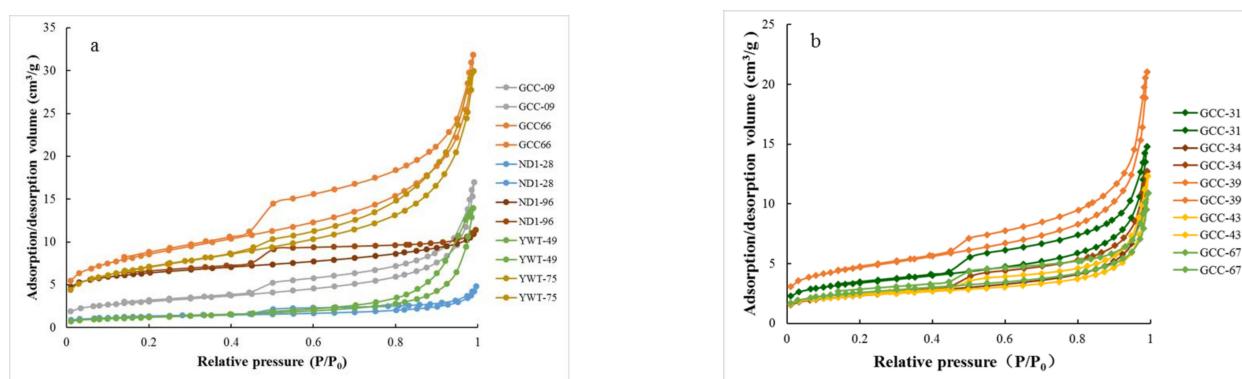 a
Adsorption/desorption volume (cm³/g)
35
30
25
20
15
10
5
0
0
0.2
0.4
0.6
0.8
1
Relative pressure (P/P₀)
GCC-09
GCC-09
GCC66
GCC66
ND1-28
ND1-28
ND1-96
ND1-96
YWT-49
YWT-49
YWT-75
YWT-75
b
Adsorption/desorption volume (cm³/g)
25
20
15
10
5
0
0
0.2
0.4
0.6
0.8
1
Relative pressure（P/P₀）
GCC-31
GCC-31
GCC-34
GCC-34
GCC-39
GCC-39
GCC-43
GCC-43
GCC-67
GCC-67